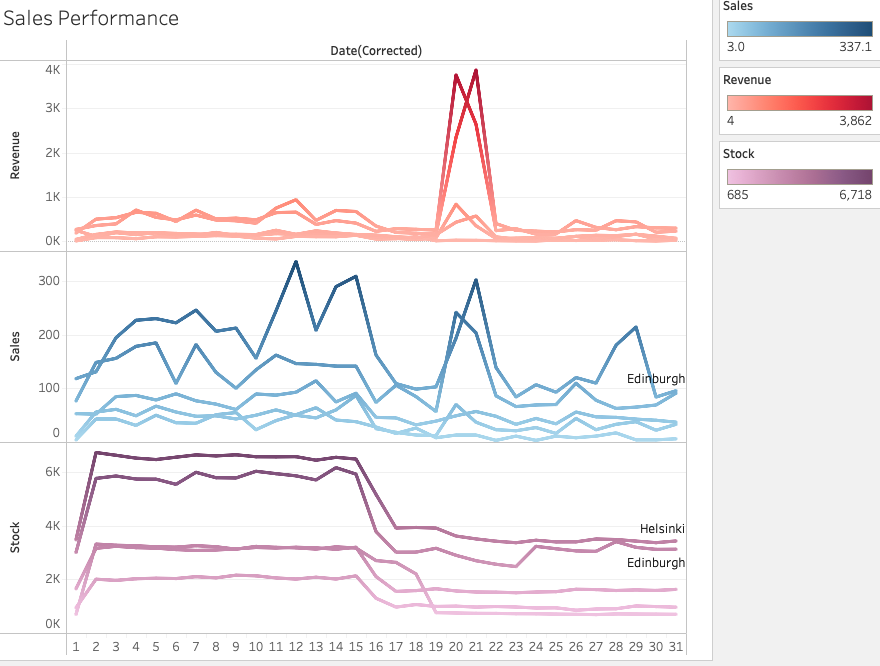 Sales Performance
Date(Corrected)
Revenue
4K
3K
2K
1K
0K
Sales
300
200
100
0
Edinburgh
Stock
6K
4K
2K
0K
Helsinki
Edinburgh
1 2 3 4 5 6 7 8 9 10 11 12 13 14 15 16 17 18 19 20 21 22 23 24 25 26 27 28 29 30 31
Sales
3.0 337.1
Revenue
4 3,862
Stock
685 6,718